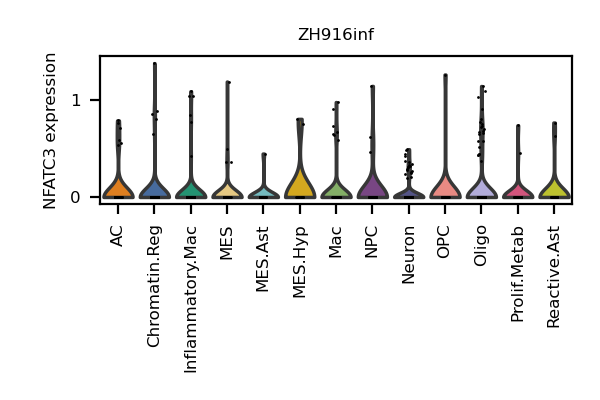 ZH916inf
NFATC3 expression
1
0
AC
Chromatin.Reg
Inflammatory.Mac
MES
MES.Ast
MES.Hyp
Mac
NPC
Neuron
OPC
Oligo
Prolif.Metab
Reactive.Ast